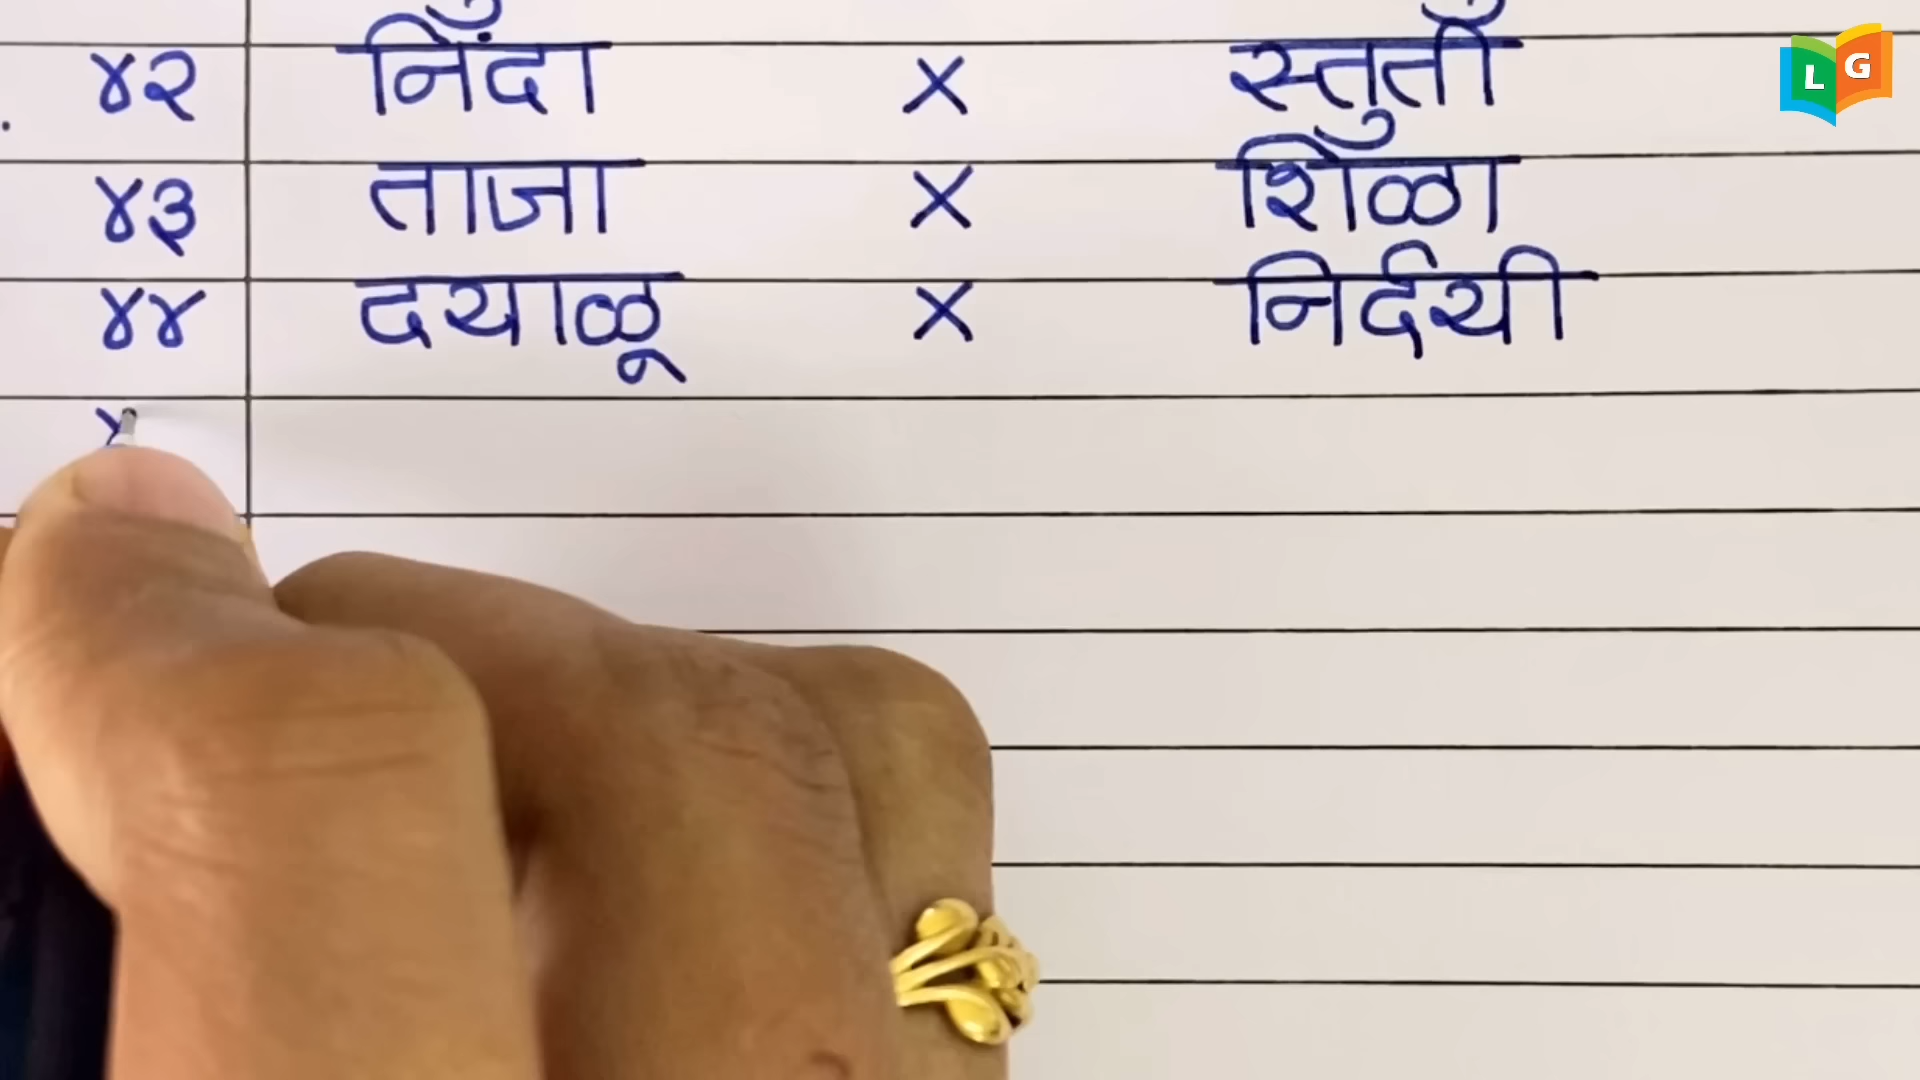 LG
४२ निंदा × स्तुती
४३ ताजा × शिळा
४४ दयाळू × निर्दयी